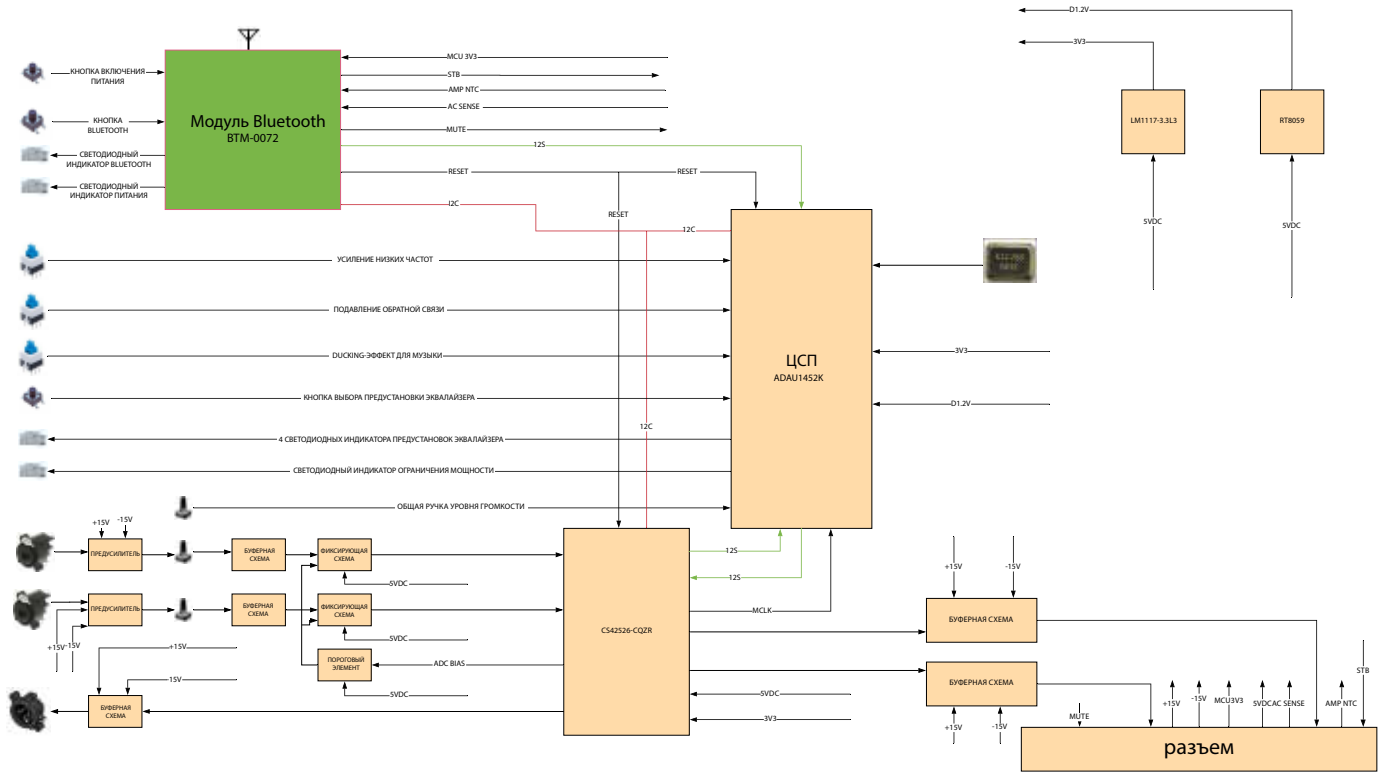 D1.2V
3V3
КНОПКА ВКЛЮЧЕНИЯ
ПИТАНИЯ
КНОПКА
BLUETOOTH
СВЕТОДИОДНЫЙ
ИНДИКАТОР BLUETOOTH
СВЕТОДИОДНЫЙ
ИНДИКАТОР ПИТАНИЯ
Модуль Bluetooth
BTM-0072
MCU 3V3
STB
AMP NTC
AC SENSE
MUTE
12S
RESET
RESET
RESET
I2C
12C
12C
LM1117-3.3L3
RT8059
5VDC
5VDC
УСИЛЕНИЕ НИЗКИХ ЧАСТОТ
ПОДАВЛЕНИЕ ОБРАТНОЙ СВЯЗИ
DUCKING-ЭФФЕКТ ДЛЯ МУЗЫКИ
КНОПКА ВЫБОРА ПРЕДУСТАНОВКИ ЭКВАЛАЙЗЕРА
4 СВЕТОДИОДНЫХ ИНДИКАТОРА ПРЕДУСТАНОВОК ЭКВАЛАЙЗЕРА
СВЕТОДИОДНЫЙ ИНДИКАТОР ОГРАНИЧЕНИЯ МОЩНОСТИ
ОБЩАЯ РУЧКА УРОВНЯ ГРОМКОСТИ
ЦСП
ADAU1452K
3V3
D1.2V
+15V
-15V
ПРЕДУСИЛИТЕЛЬ
БУФЕРНАЯ
СХЕМА
ФИКСИРУЮЩАЯ
СХЕМА
5VDC
ПРЕДУСИЛИТЕЛЬ
БУФЕРНАЯ
СХЕМА
ФИКСИРУЮЩАЯ
СХЕМА
5VDC
+15V
-15V
+15V
-15V
ПОРОГОВЫЙ
ЭЛЕМЕНТ
ADC BIAS
5VDC
БУФЕРНАЯ
СХЕМА
CS42526-CQZR
12S
12S
MCLK
5VDC
3V3
+15V
-15V
БУФЕРНАЯ СХЕМА
БУФЕРНАЯ СХЕМА
+15V
-15V
MUTE
+15V
-15V
MCU3V3
5VDC
AC SENSE
AMP NTC
STB
разъем